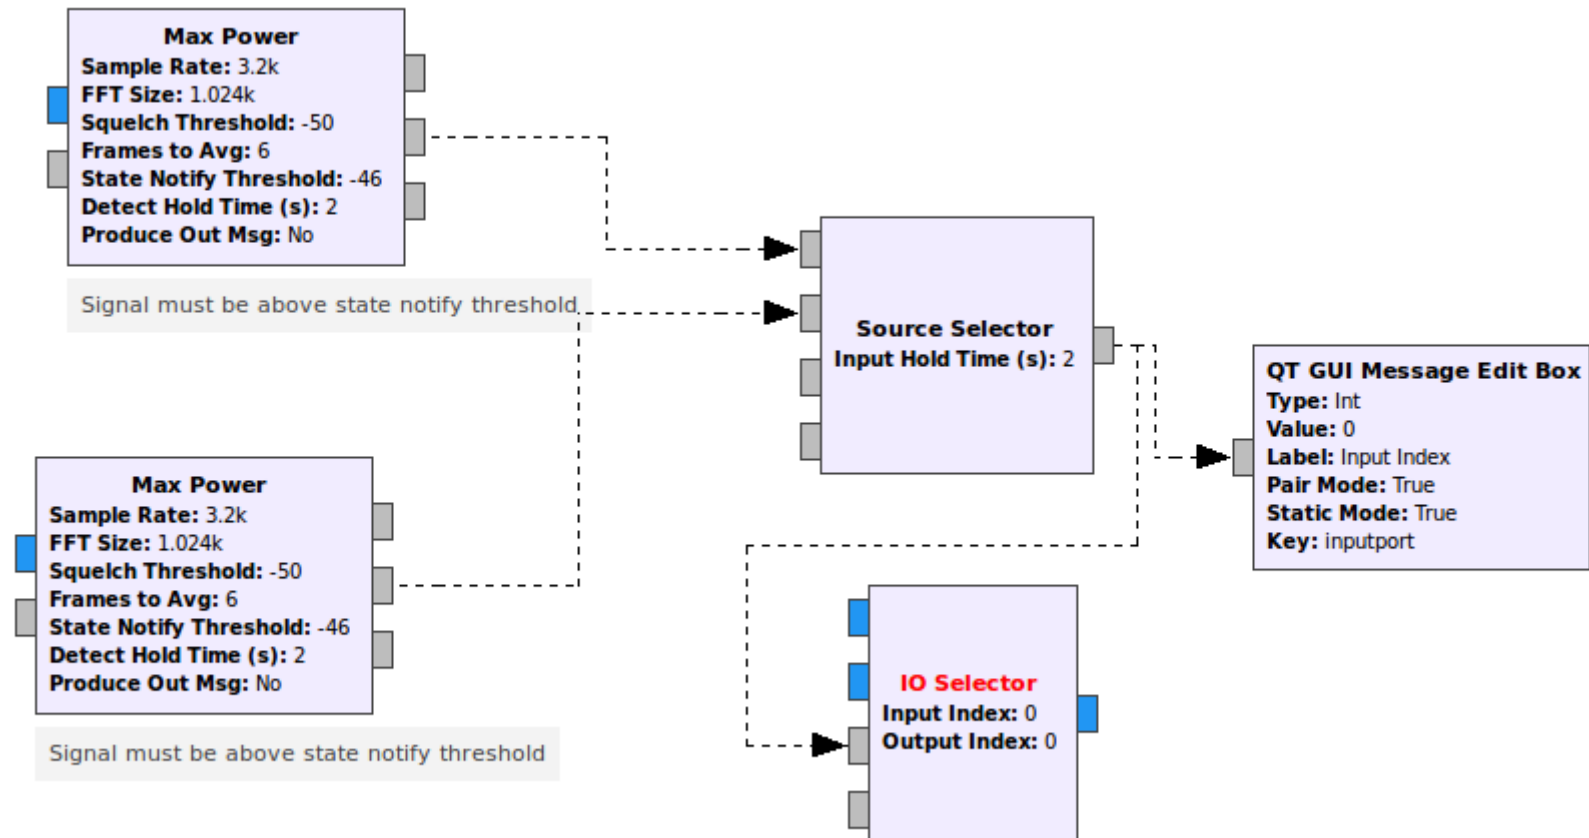 Max Power
Sample Rate: 3.2k
FFT Size: 1.024k
Squelch Threshold: -50
Frames to Avg: 6
State Notify Threshold: -46
Detect Hold Time (s): 2
Produce Out Msg: No
Signal must be above state notify threshold
Source Selector
Input Hold Time (s): 2
QT GUI Message Edit Box
Type: Int
Value: 0
Label: Input Index
Pair Mode: True
Static Mode: True
Key: inputport
Max Power
Sample Rate: 3.2k
FFT Size: 1.024k
Squelch Threshold: -50
Frames to Avg: 6
State Notify Threshold: -46
Detect Hold Time (s): 2
Produce Out Msg: No
Signal must be above state notify threshold
IO Selector
Input Index: 0
Output Index: 0